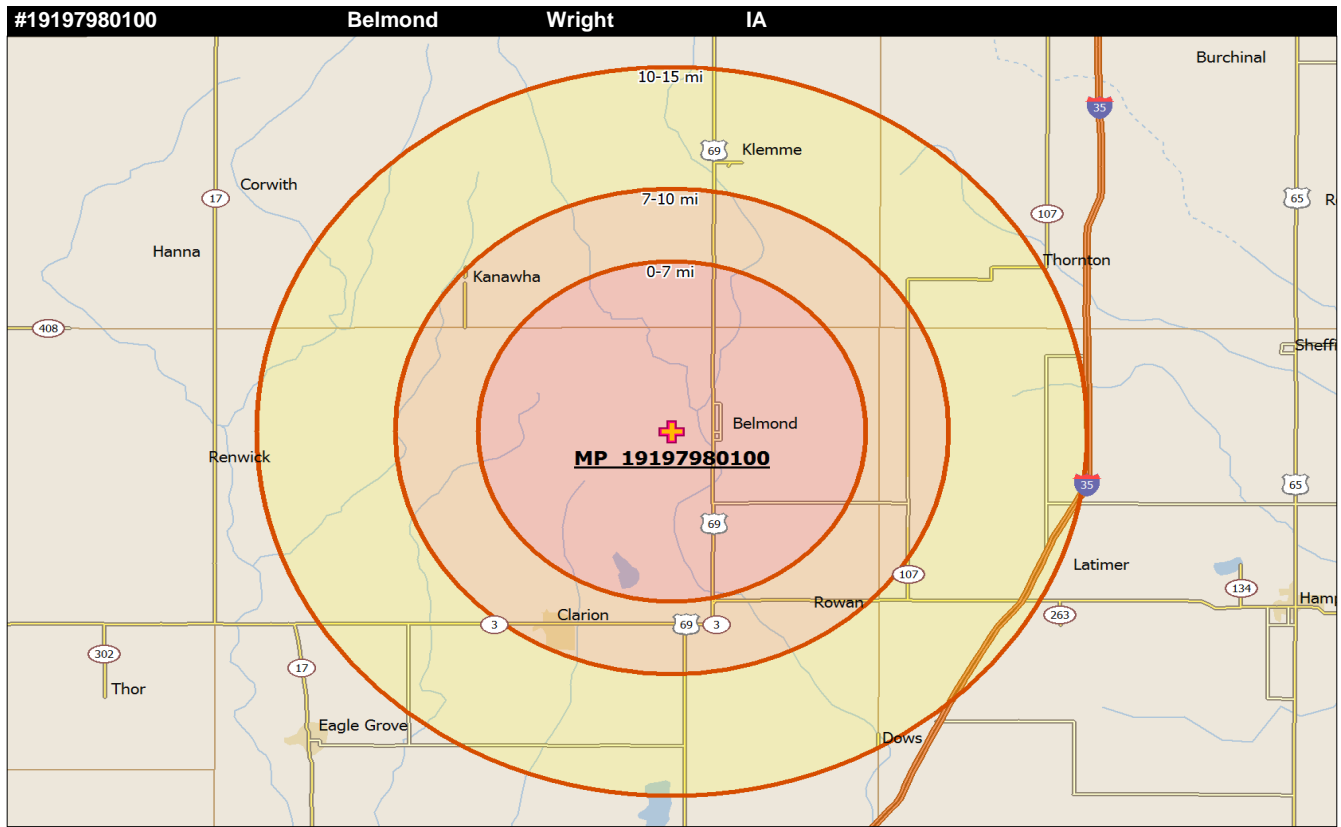 #19197980100 Belmond Wright IA
10-15 mi
Burchinal
35
69 Klemme
Corwith
17
7-10 mi
65 R
107
Hanna
Kanawha
0-7 mi
Thornton
408
Sheffi
Belmond
MP 19197980100
Renwick
35
65
69
Latimer
107
134
Clarion
Rowan
Hamp
263
3
69
3
302
17
Thor
Eagle Grove
Dows